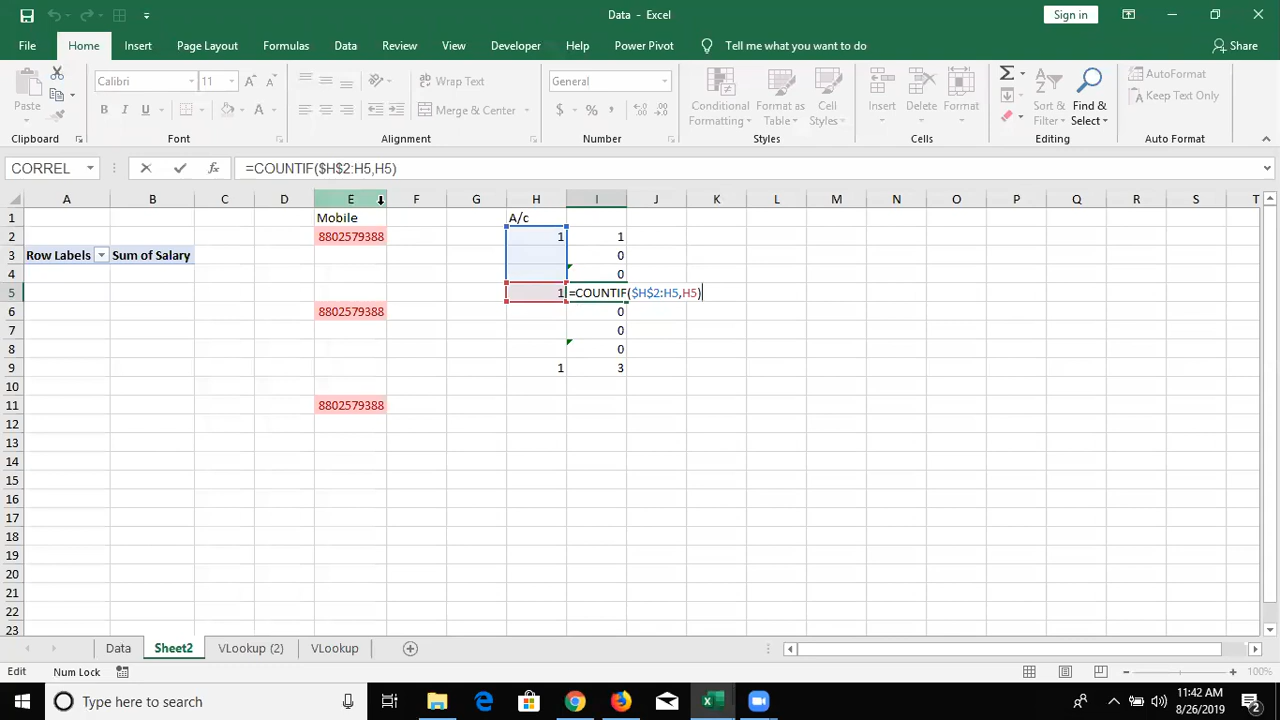 Data - Excel
Sign in
File Home Insert Page Layout Formulas Data Review View Developer Help Power Pivot Tell me what you want to do Share
Paste
Clipboard
Calibri 11
B I U
Font
Wrap Text
Merge & Center
Alignment
General
$ %
Number
Conditional Formatting
Format as Table
Cell Styles
Styles
Insert Delete Format
Cells
Sort & Filter
Find & Select
Editing
AutoFormat
Keep Text Only
Auto Format
CORREL =COUNTIF($H$2:H5,H5)
A B C D E F G H I J K L M N O P Q R S T
1 Mobile A/c
2 8802579388 1 1
3 Row Labels Sum of Salary 0
4 0
5 1 =COUNTIF($H$2:H5,H5)
6 8802579388 0
7 0
8 0
9 1 3
10
11 8802579388
12
13
14
15
16
17
18
19
20
21
22
23
Data Sheet2 VLookup (2) VLookup
Edit Num Lock 100%
Type here to search
11:42 AM
8/26/2019
2